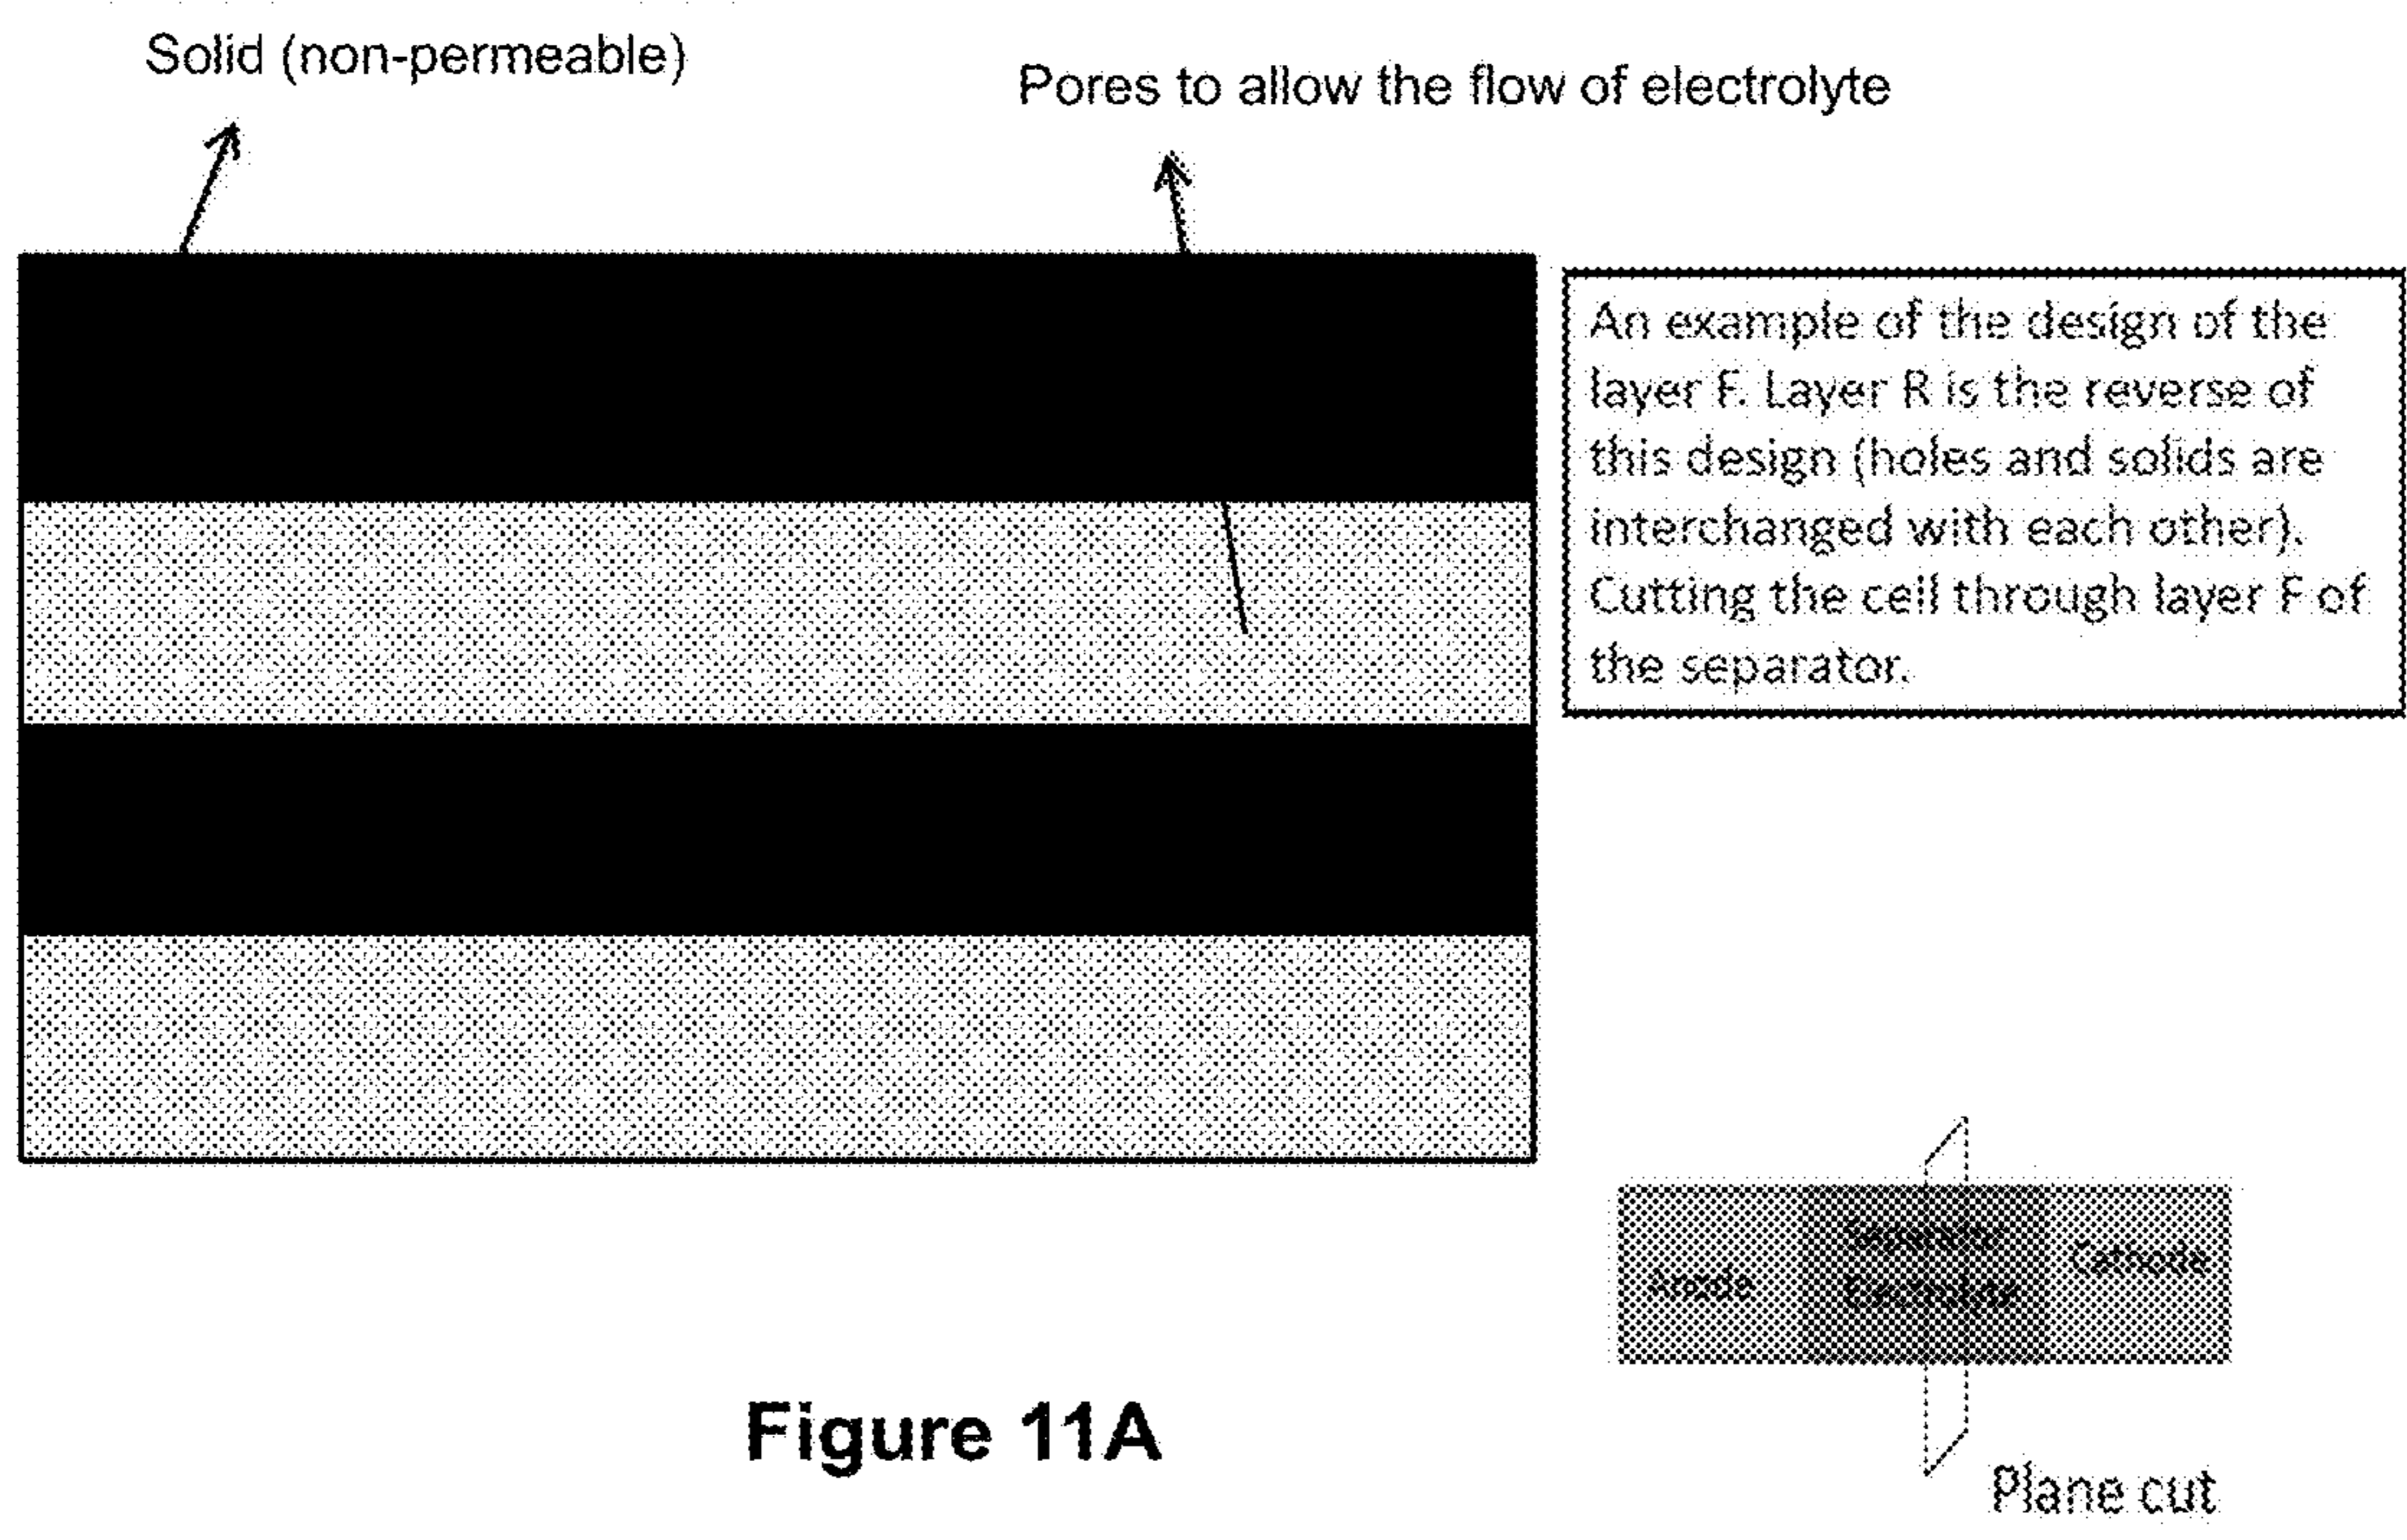 Solid (non-permeable)
Pores to allow the flow of electrolyte
An example of the design of the
layer F. Layer R is the reverse of
this design (holes and solids are
interchanged with each other).
Cutting the cell through layer F of
the separator.
Separator
Electrolyte
Anode
Cathode
Figure 11A
Plane cut